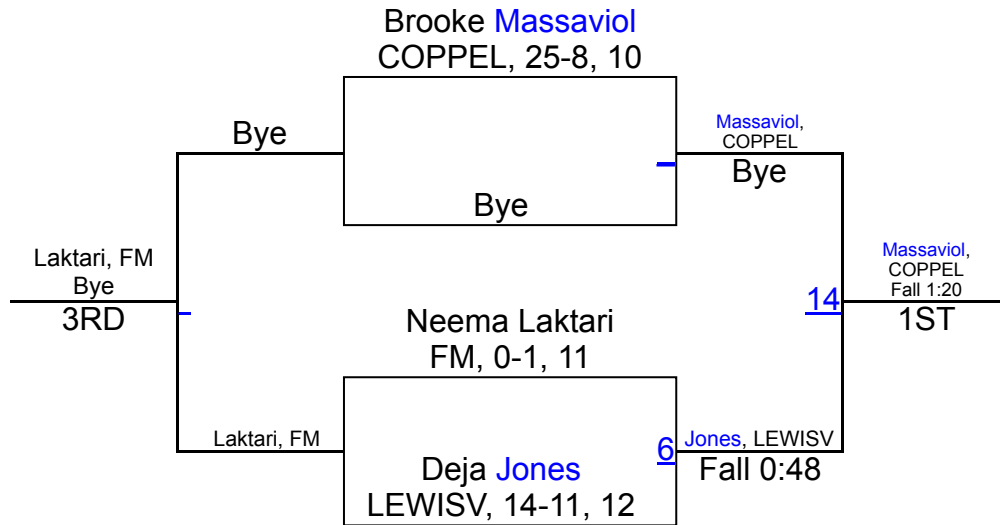 Brooke Massaviol
COPPEL, 25-8, 10
Bye
Massaviol,
COPPEL
Bye
Bye
Laktari, FM
Bye
3RD
Massaviol,
COPPEL
Fall 1:20
1ST
14
Neema Laktari
FM, 0-1, 11
Laktari, FM
6
Jones, LEWISV
Fall 0:48
Deja Jones
LEWISV, 14-11, 12